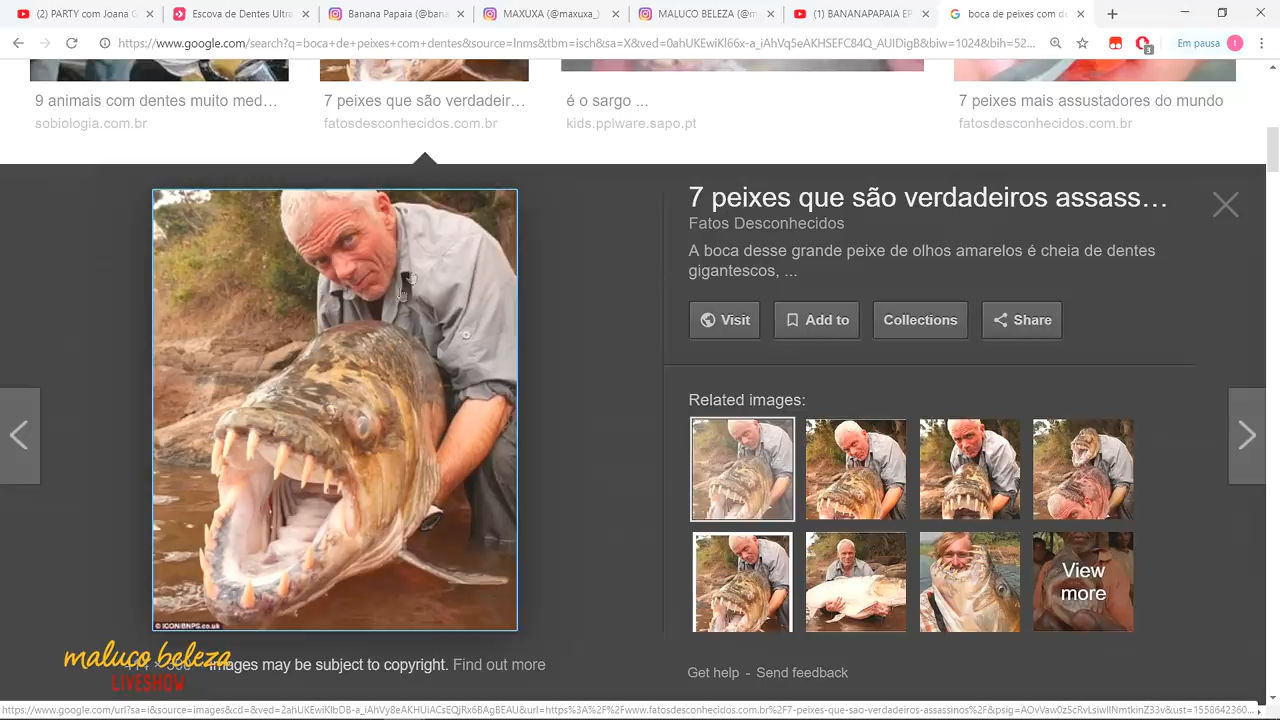 (2) PARTY com Joana G
Escova de Dentes Ultra
Banana Papaia (@bana
MAXUXA (@maxuxa_)
MALUCO BELEZA (@m
(1) BANANAPAPAIA EP
boca de peixes com de
https://www.google.com/search?q=boca+de+peixes+com+dentes&source=lnms&tbm=isch&sa=X&ved=0ahUKEwiKl66x-a_iAhVq5eAKHSEFC84Q_AUIDigB&biw=1024&bih=52...
3
Em pausa
9 animais com dentes muito med...
sobiologia.com.br
7 peixes que são verdadeir...
fatosdesconhecidos.com.br
é o sargo ...
kids.pplware.sapo.pt
7 peixes mais assustadores do mundo
fatosdesconhecidos.com.br
7 peixes que são verdadeiros assass...
Fatos Desconhecidos
A boca desse grande peixe de olhos amarelos é cheia de dentes
gigantescos, ...
Visit
Add to
Collections
Share
Related images:
View
more
© ICON/BNPS.co.uk
maluco beleza
LIVESHOW
Images may be subject to copyright. Find out more
Get help - Send feedback